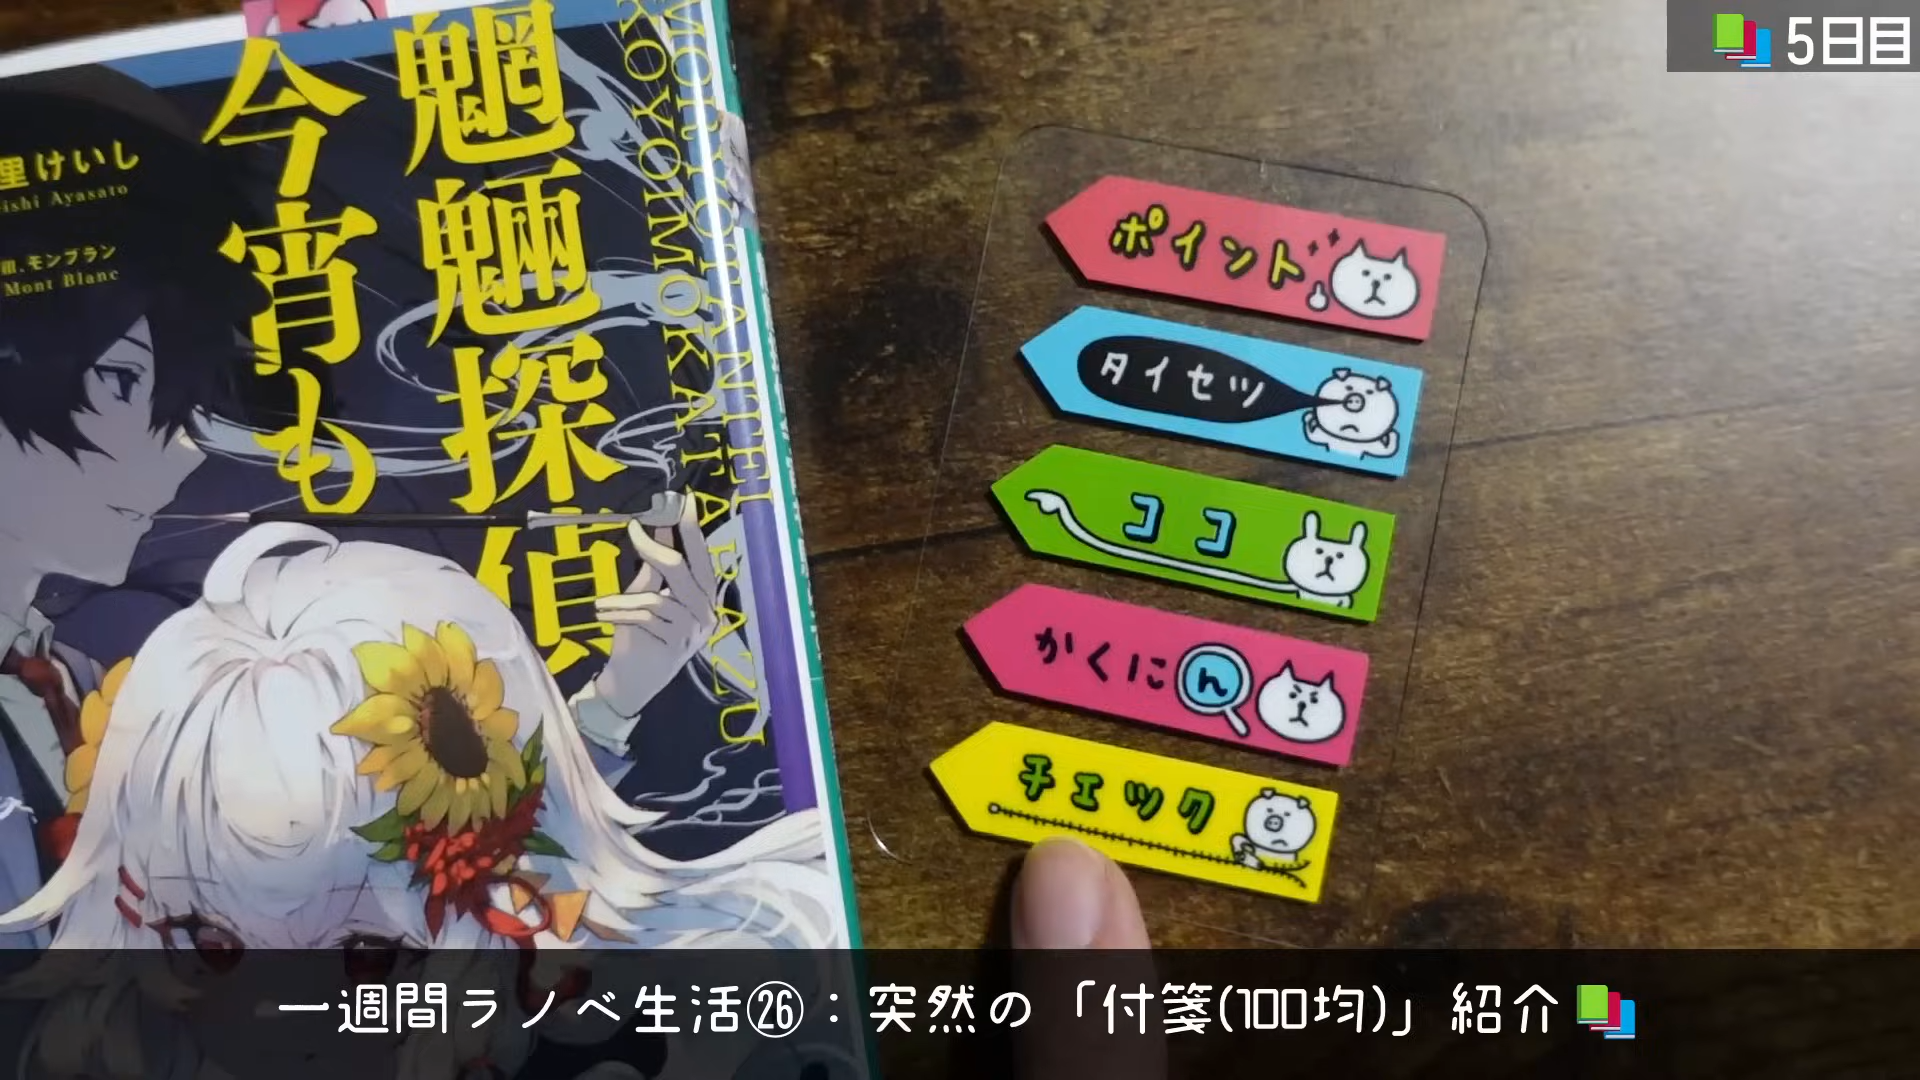 5日目
魍魎探偵
今宵も
里けいし
ishi Ayasato
ill.モンブラン
Mont Blanc
MORYOTANTEI
KOYOIMOKATARAZU
ポイント
タイセツ
ココ
かくにん
チェック
一週間ラノベ生活㉖：突然の「付箋(100均)」紹介